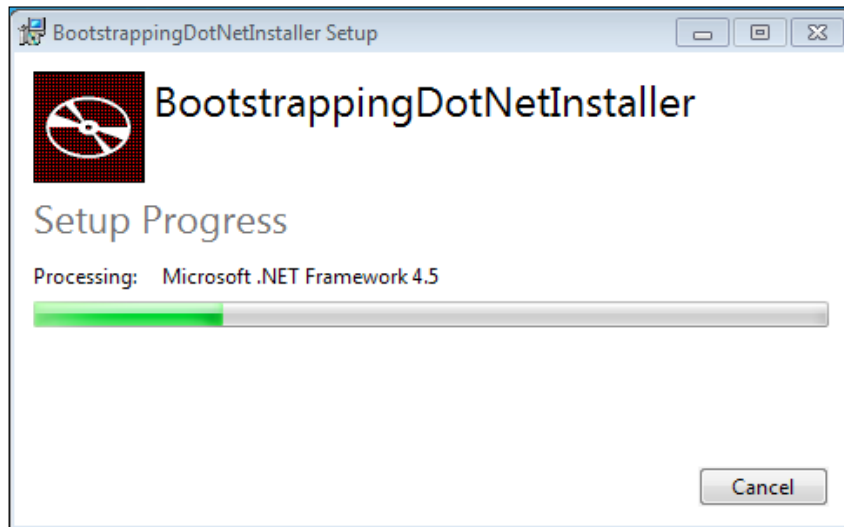 BootstrappingDotNetInstaller Setup
BootstrappingDotNetInstaller
Setup Progress
Processing: Microsoft .NET Framework 4.5
Cancel